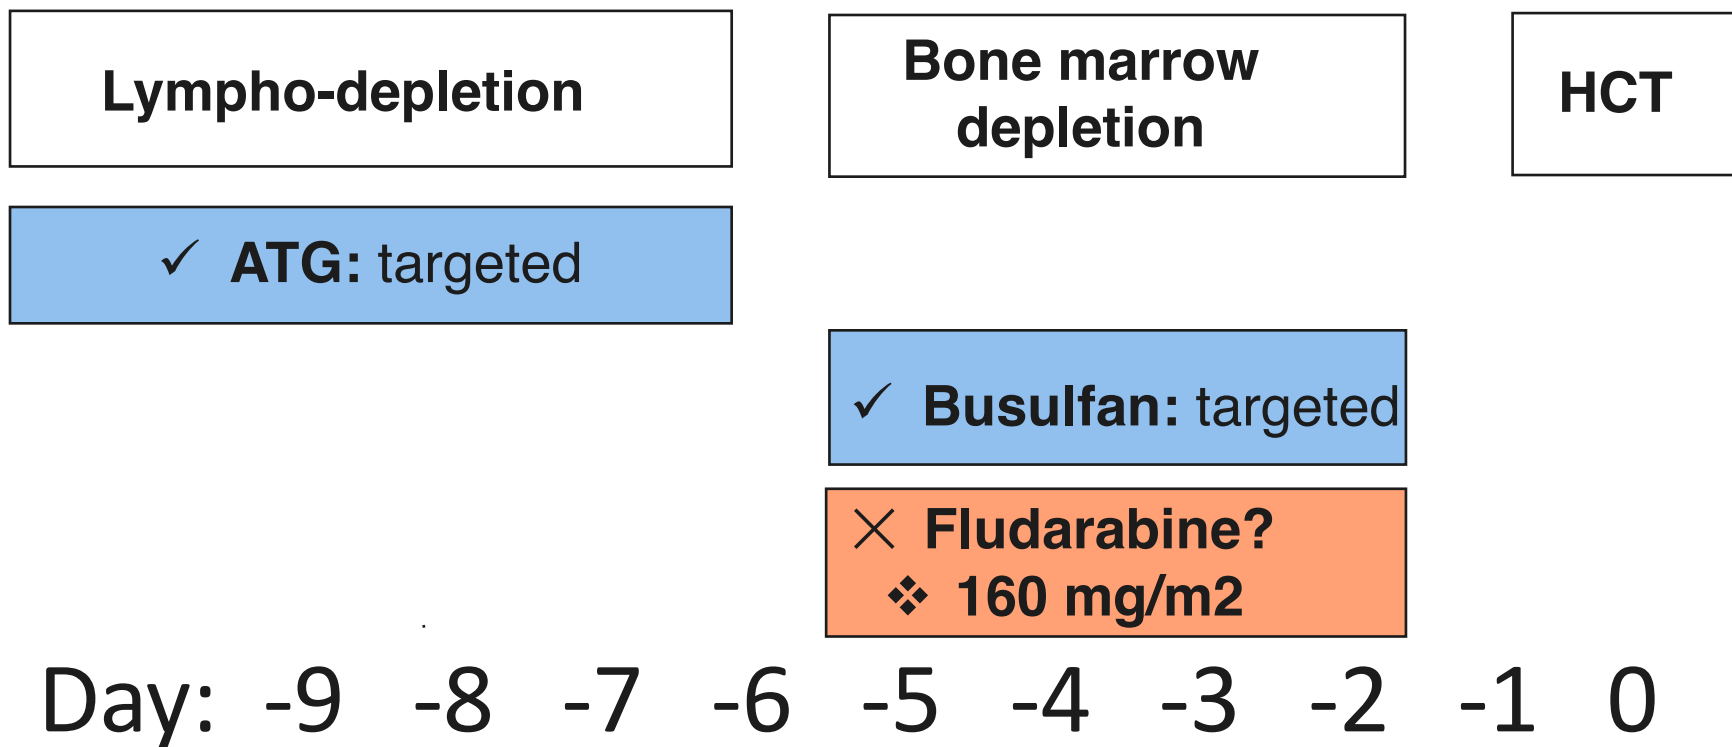 Lympho-depletion
Bone marrow
depletion
HCT
✓ ATG: targeted
✓ Busulfan: targeted
✕ Fludarabine?
❖ 160 mg/m2
Day: -9 -8 -7 -6 -5 -4 -3 -2 -1 0